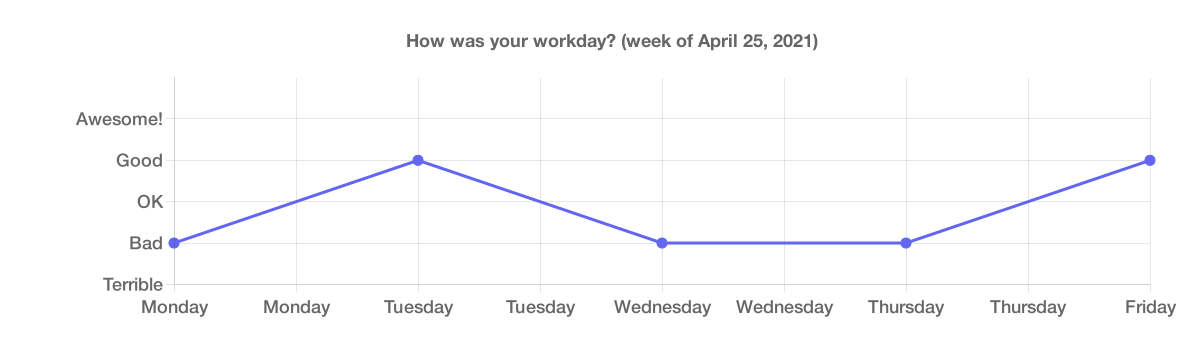 How was your workday? (week of April 25, 2021)
Awesome!
Good
OK
Bad
Terrible
Monday Monday Tuesday Tuesday Wednesday Wednesday Thursday Thursday Friday